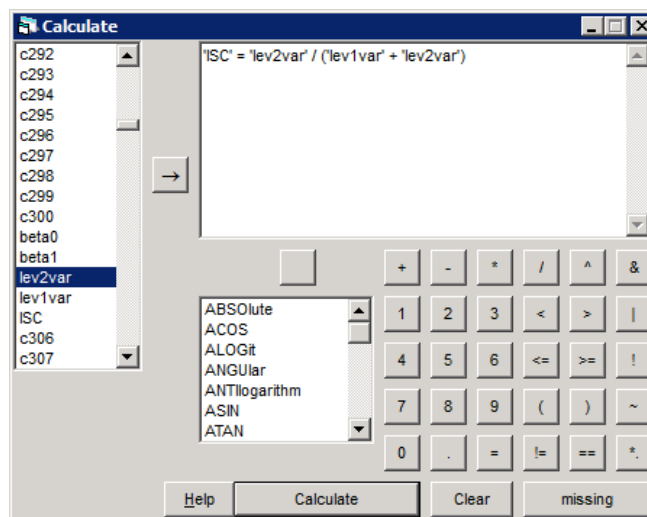 Calculate
c292
c293
c294
c295
c296
c297
c298
c299
c300
beta0
beta1
lev2var
lev1var
ISC
c306
c307
→
'ISC' = 'lev2var' / ('lev1var' + 'lev2var')
+ - * / ^ &
ABSOlute
ACOS
ALOGit
ANGUlar
ANTIlogarithm
ASIN
ATAN
1 2 3 < > |
4 5 6 <= >= !
7 8 9 ( ) ~
0 . = != == *.
Help Calculate Clear missing